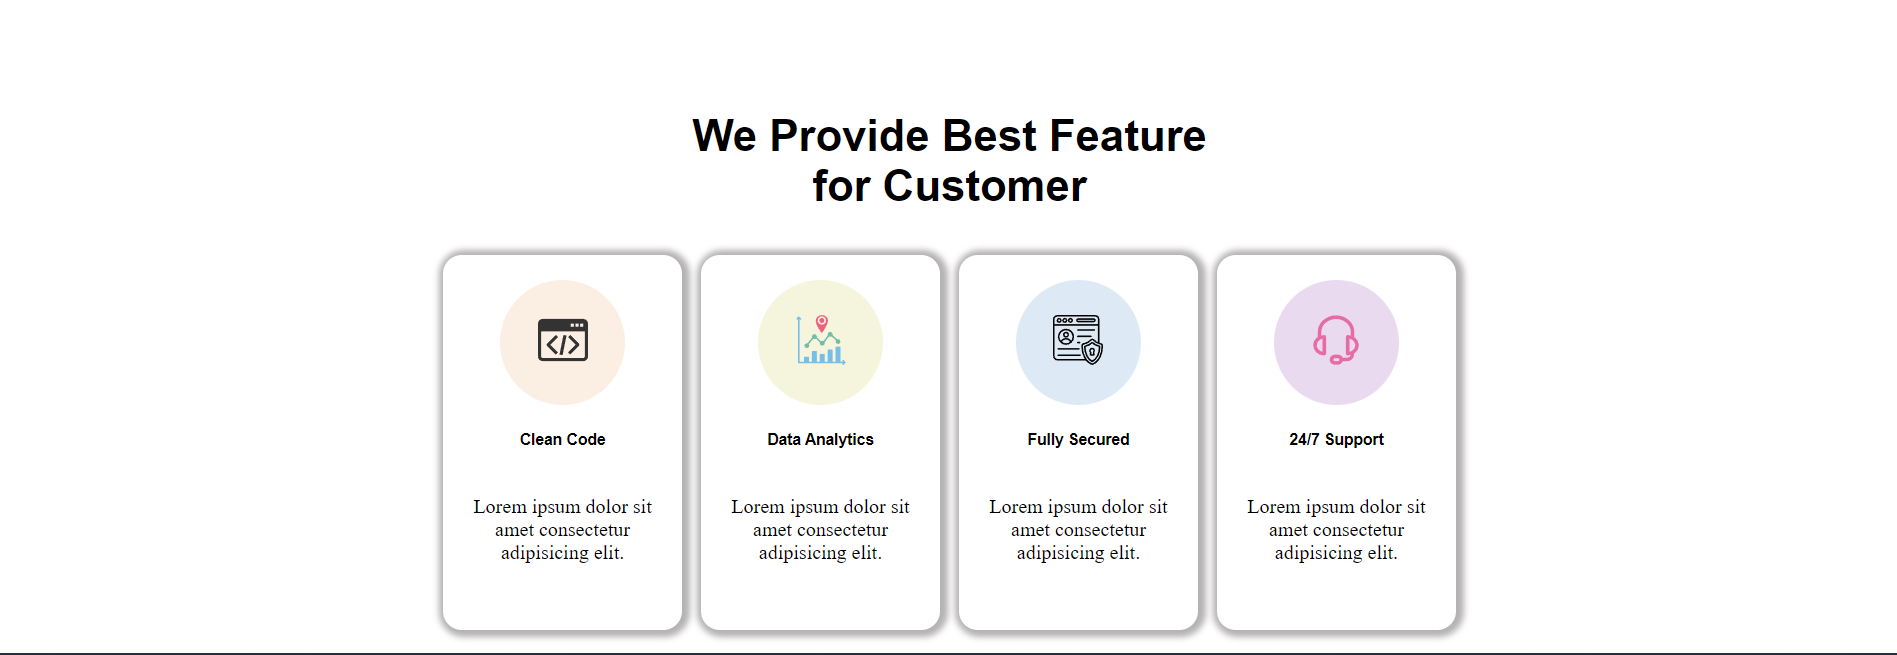 We Provide Best Feature
for Customer
Clean Code
Lorem ipsum dolor sit
amet consectetur
adipisicing elit.
Data Analytics
Lorem ipsum dolor sit
amet consectetur
adipisicing elit.
Fully Secured
Lorem ipsum dolor sit
amet consectetur
adipisicing elit.
24/7 Support
Lorem ipsum dolor sit
amet consectetur
adipisicing elit.